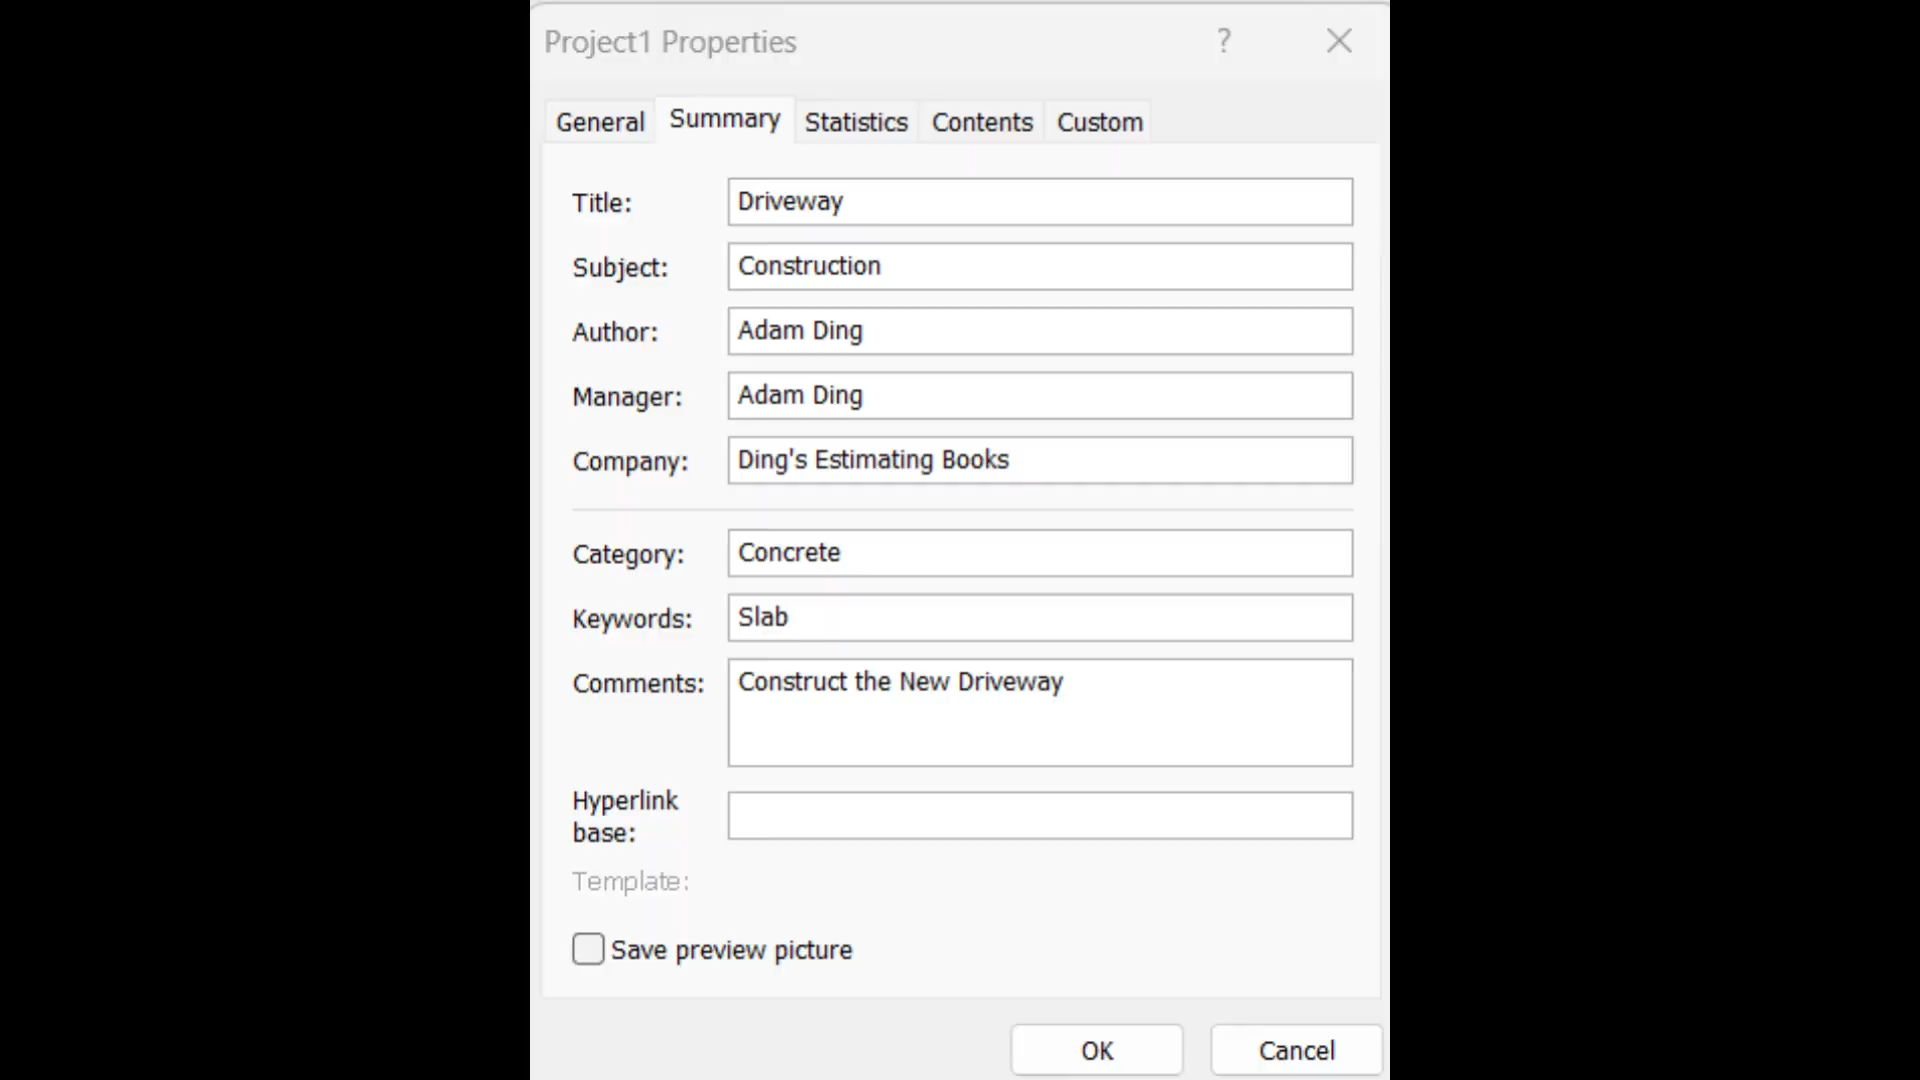 Project1 Properties ?
General Summary Statistics Contents Custom
Title: Driveway
Subject: Construction
Author: Adam Ding
Manager: Adam Ding
Company: Ding's Estimating Books
Category: Concrete
Keywords: Slab
Comments: Construct the New Driveway
Hyperlink
base:
Template:
Save preview picture
OK Cancel